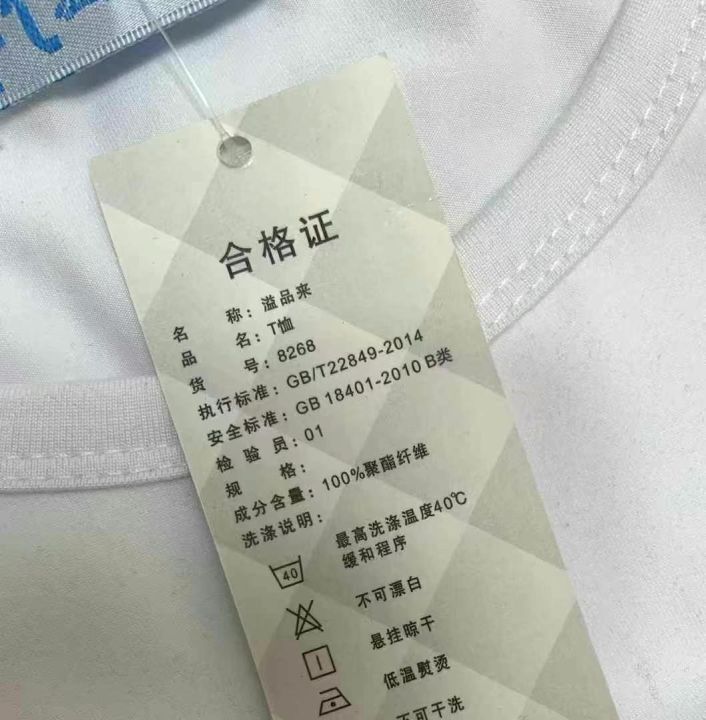 合格证
名 称：溢品来
品 名：T恤
货 号：8268
执行标准：GB/T22849-2014
安全标准：GB 18401-2010 B类
检 验 员：01
规 格：
成分含量：100%聚酯纤维
洗涤说明：
40 最高洗涤温度40℃
缓和程序
不可漂白
悬挂晾干
低温熨烫
不可干洗